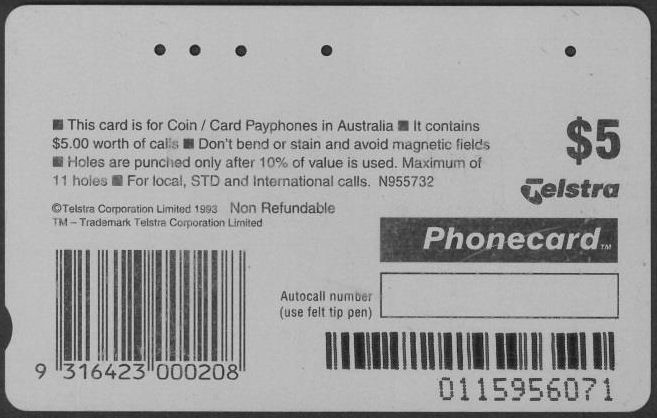 ■ This card is for Coin / Card Payphones in Australia ■ It contains
$5.00 worth of calls ■ Don't bend or stain and avoid magnetic fields
■ Holes are punched only after 10% of value is used. Maximum of
11 holes ■ For local, STD and International calls. N955732
©Telstra Corporation Limited 1993 Non Refundable
TM – Trademark Telstra Corporation Limited
$5
Telstra
Phonecard™
Autocall number
(use felt tip pen)
9 316423 000208
0115956071